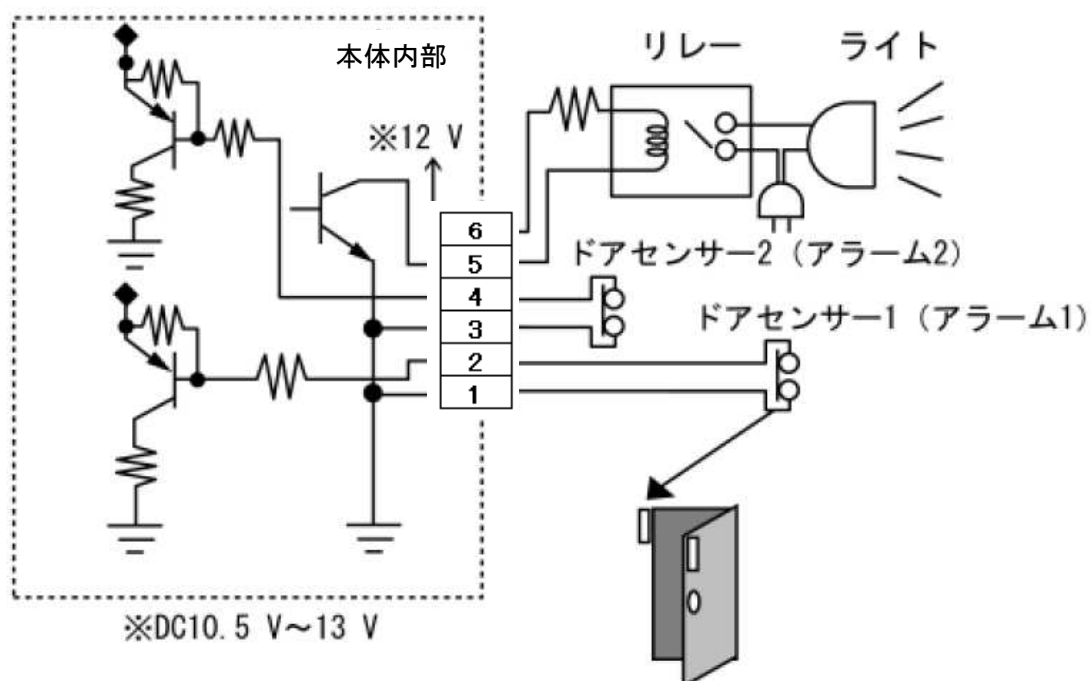 本体内部
リレー
ライト
※12 V
6
5
4
3
2
1
ドアセンサー2 (アラーム2)
ドアセンサー1 (アラーム1)
※DC10.5 V～13 V